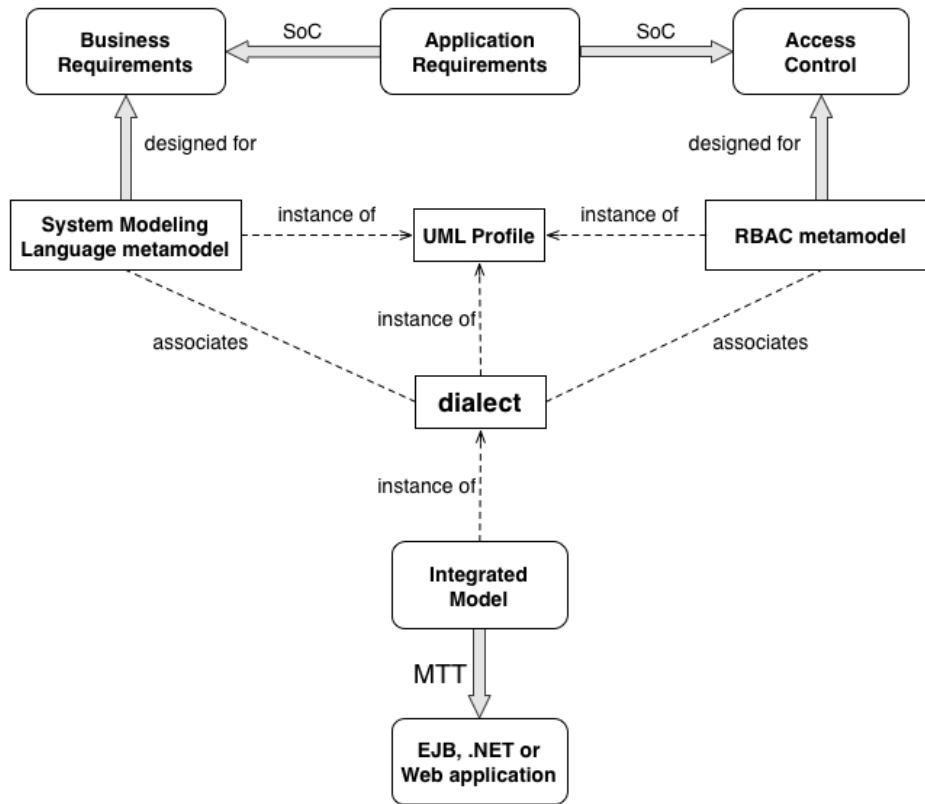 Business
Requirements
SoC
Application
Requirements
SoC
Access
Control
designed for
designed for
System Modeling
Language metamodel
instance of
UML Profile
instance of
RBAC metamodel
instance of
associates
associates
dialect
instance of
Integrated
Model
MTT
EJB, .NET or
Web application